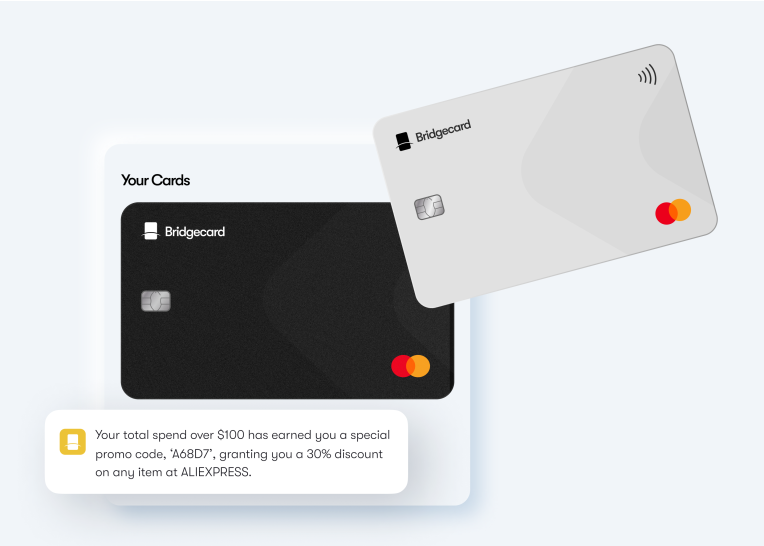 Bridgecard
Your Cards
Bridgecard
Your total spend over $100 has earned you a special
promo code, ‘A68D7’, granting you a 30% discount
on any item at ALIEXPRESS.